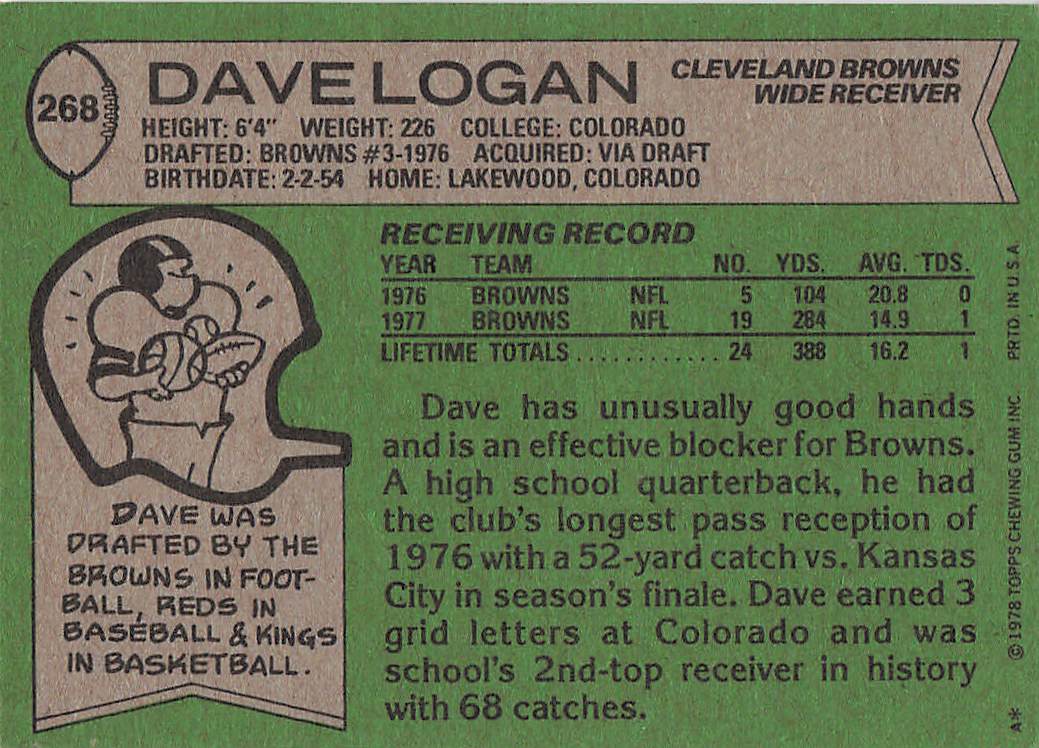 268
DAVE LOGAN
CLEVELAND BROWNS
WIDE RECEIVER
HEIGHT: 6'4" WEIGHT: 226 COLLEGE: COLORADO
DRAFTED: BROWNS #3-1976 ACQUIRED: VIA DRAFT
BIRTHDATE: 2-2-54 HOME: LAKEWOOD, COLORADO
RECEIVING RECORD
YEAR TEAM NO. YDS. AVG. TDS.
1976 BROWNS NFL 5 104 20.8 0
1977 BROWNS NFL 19 284 14.9 1
LIFETIME TOTALS............ 24 388 16.2 1
Dave has unusually good hands
and is an effective blocker for Browns.
A high school quarterback, he had
the club's longest pass reception of
1976 with a 52-yard catch vs. Kansas
City in season's finale. Dave earned 3
grid letters at Colorado and was
school's 2nd-top receiver in history
with 68 catches.
DAVE WAS
DRAFTED BY THE
BROWNS IN FOOT-
BALL, REDS IN
BASEBALL & KINGS
IN BASKETBALL.
A* © 1978 TOPPS CHEWING GUM INC. PRTD. IN U.S.A.